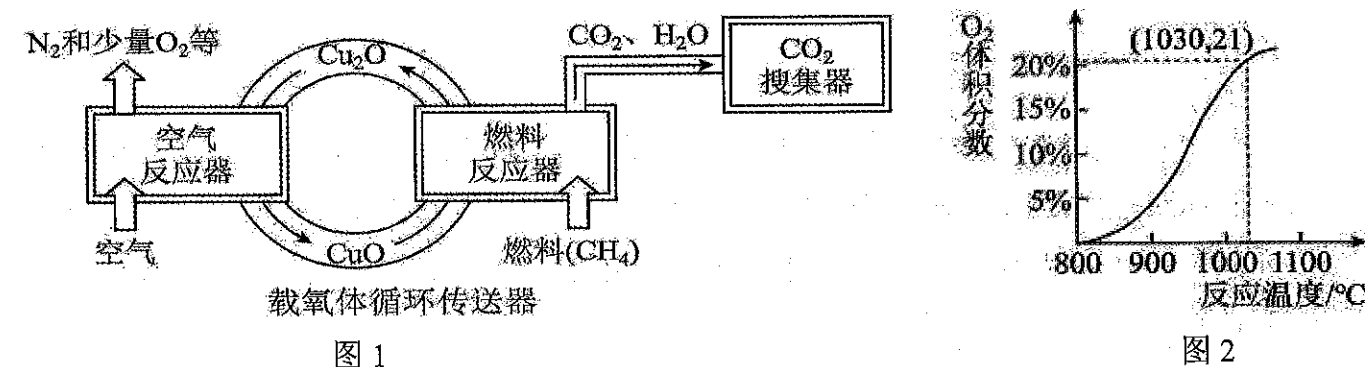 N₂和少量O₂等
Cu₂O
CO₂、H₂O
CO₂
搜集器
空气
反应器
燃料
反应器
空气
CuO
燃料(CH₄)
载氧体循环传送器
图 1
O₂
体
积
分
数
(1030,21)
20%
15%
10%
5%
800 900 1000 1100
反应温度/°C
图 2